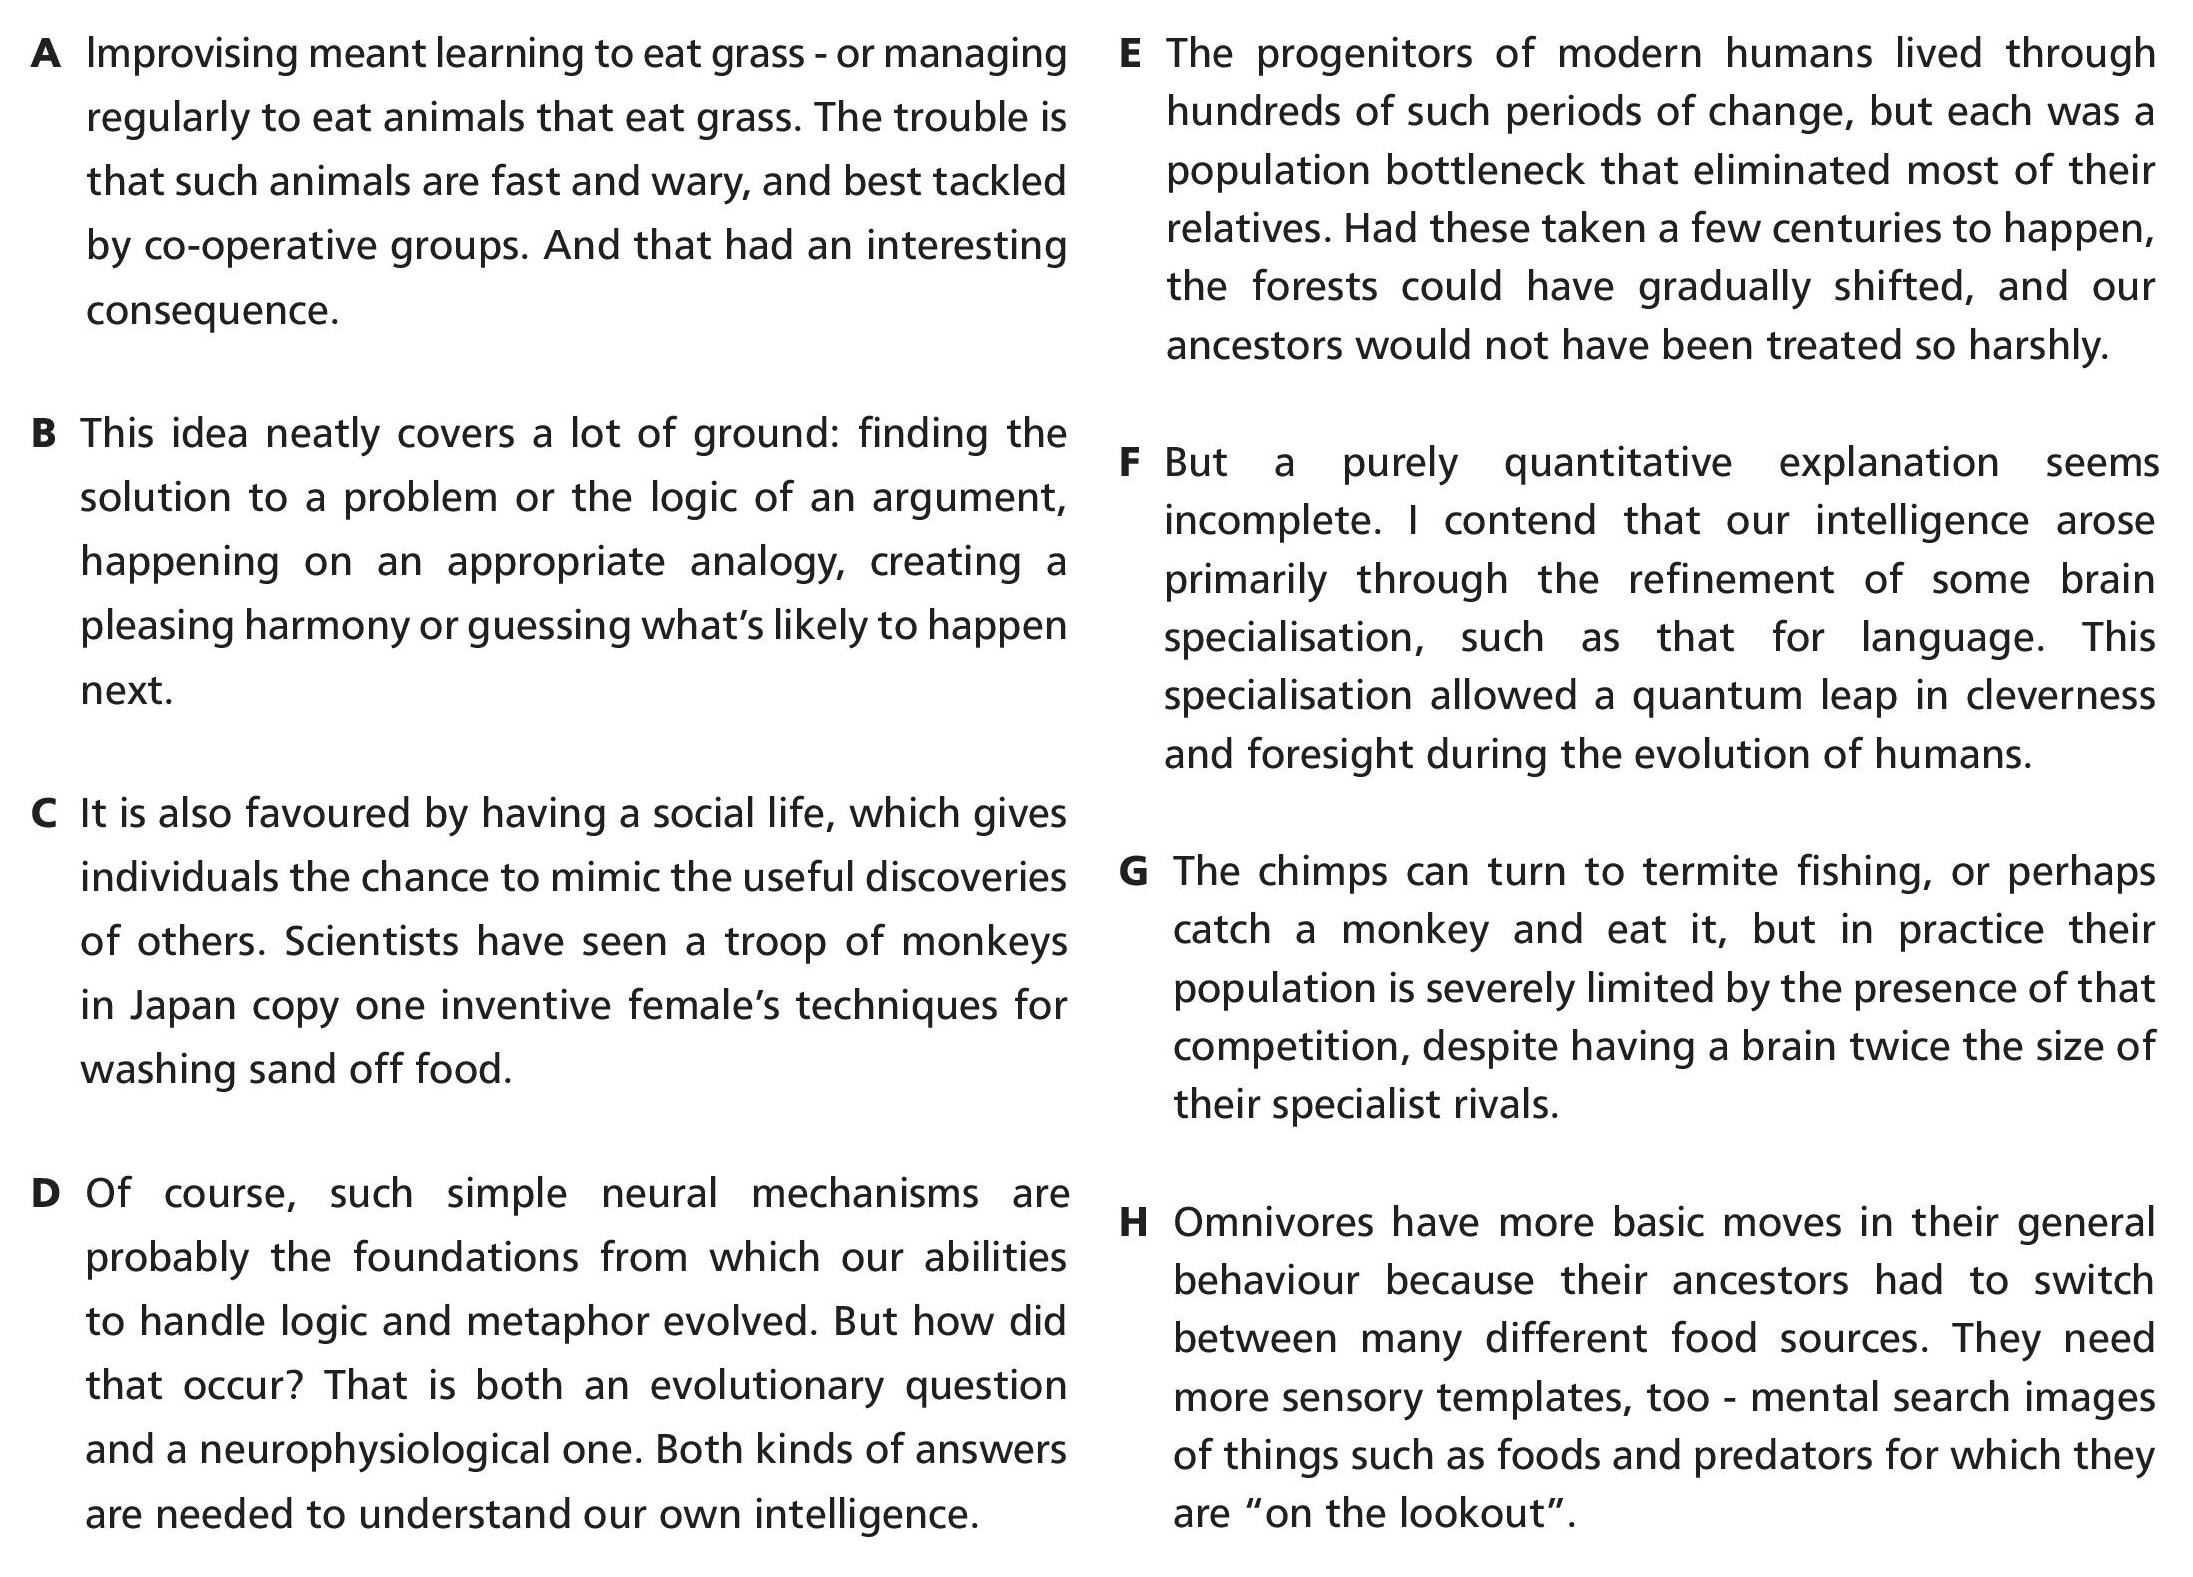 A Improvising meant learning to eat grass - or managing
regularly to eat animals that eat grass. The trouble is
that such animals are fast and wary, and best tackled
by co-operative groups. And that had an interesting
consequence.
B This idea neatly covers a lot of ground: finding the
solution to a problem or the logic of an argument,
happening on an appropriate analogy, creating a
pleasing harmony or guessing what's likely to happen
next.
C It is also favoured by having a social life, which gives
individuals the chance to mimic the useful discoveries
of others. Scientists have seen a troop of monkeys
in Japan copy one inventive female's techniques for
washing sand off food.
D Of course, such simple neural mechanisms are
probably the foundations from which our abilities
to handle logic and metaphor evolved. But how did
that occur? That is both an evolutionary question
and a neurophysiological one. Both kinds of answers
are needed to understand our own intelligence.
E The progenitors of modern humans lived through
hundreds of such periods of change, but each was a
population bottleneck that eliminated most of their
relatives. Had these taken a few centuries to happen,
the forests could have gradually shifted, and our
ancestors would not have been treated so harshly.
F But a purely quantitative explanation seems
incomplete. I contend that our intelligence arose
primarily through the refinement of some brain
specialisation, such as that for language. This
specialisation allowed a quantum leap in cleverness
and foresight during the evolution of humans.
G The chimps can turn to termite fishing, or perhaps
catch a monkey and eat it, but in practice their
population is severely limited by the presence of that
competition, despite having a brain twice the size of
their specialist rivals.
H Omnivores have more basic moves in their general
behaviour because their ancestors had to switch
between many different food sources. They need
more sensory templates, too - mental search images
of things such as foods and predators for which they
are “on the lookout”.